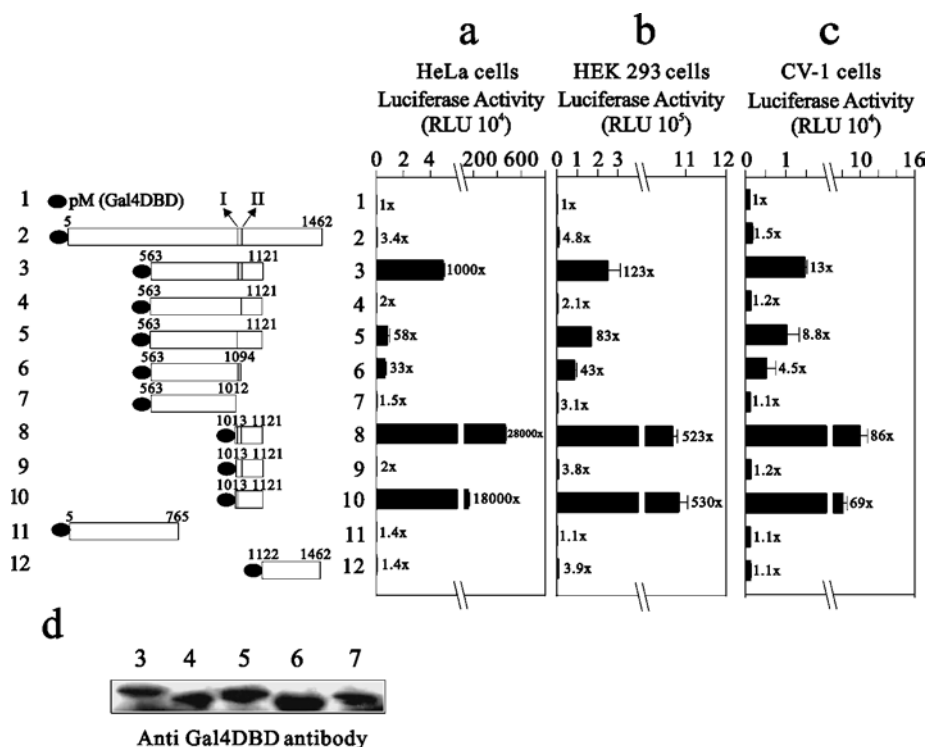 a
b
c
HeLa cells
Luciferase Activity
(RLU 10⁴)
HEK 293 cells
Luciferase Activity
(RLU 10⁵)
CV-1 cells
Luciferase Activity
(RLU 10⁴)
0 2 4 200 600
0 1 2 3 11 12
0 1 10 16
1 pM (Gal4DBD) I II
1 1x 1x 1x
5 1462
2 2 3.4x 4.8x 1.5x
563 1121
3 3 1000x 123x 13x
563 1121
4 4 2x 2.1x 1.2x
563 1121
5 5 58x 83x 8.8x
563 1094
6 6 33x 43x 4.5x
563 1012
7 7 1.5x 3.1x 1.1x
1013 1121
8 8 28000x 523x 86x
1013 1121
9 9 2x 3.8x 1.2x
1013 1121
10 10 18000x 530x 69x
5 765
11 11 1.4x 1.1x 1.1x
1122 1462
12 12 1.4x 3.9x 1.1x
d
3 4 5 6 7
Anti Gal4DBD antibody